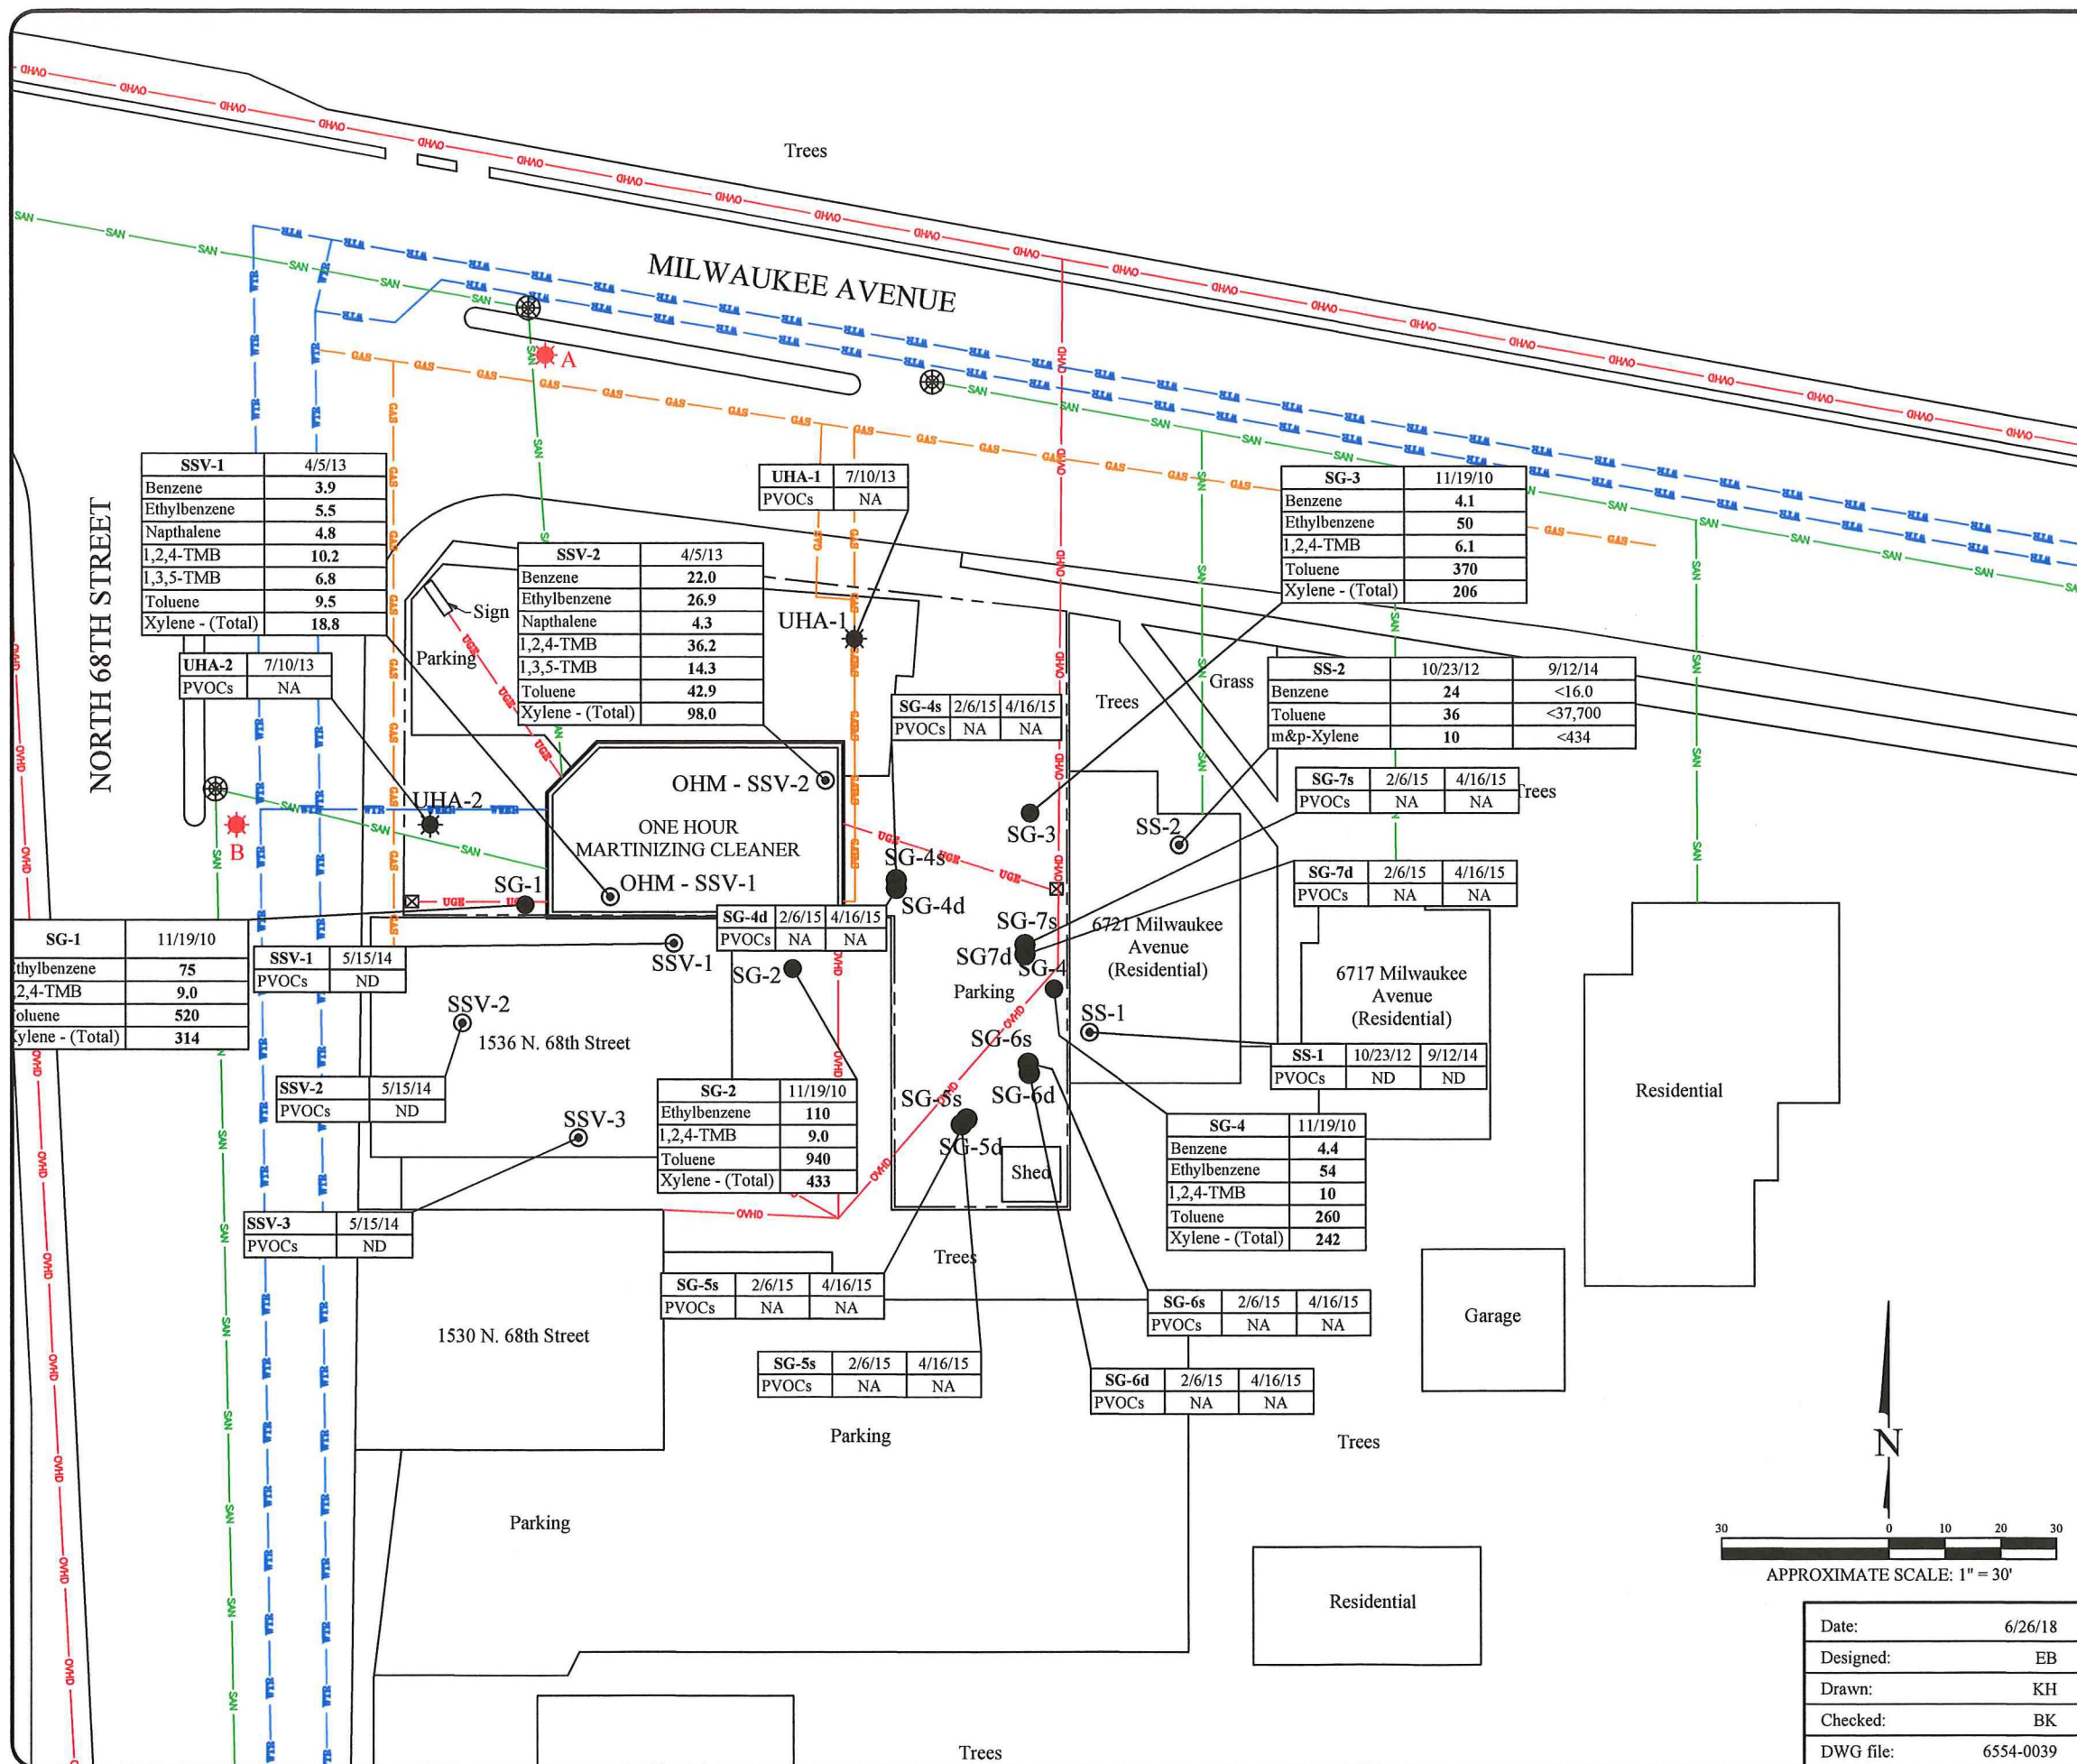 Trees
MILWAUKEE AVENUE
NORTH 68TH STREET
A
B
SSV-1 4/5/13
Benzene 3.9
Ethylbenzene 5.5
Napthalene 4.8
1,2,4-TMB 10.2
1,3,5-TMB 6.8
Toluene 9.5
Xylene - (Total) 18.8
UHA-1 7/10/13
PVOCs NA
SG-3 11/19/10
Benzene 4.1
Ethylbenzene 50
1,2,4-TMB 6.1
Toluene 370
Xylene - (Total) 206
SSV-2 4/5/13
Benzene 22.0
Ethylbenzene 26.9
Napthalene 4.3
1,2,4-TMB 36.2
1,3,5-TMB 14.3
Toluene 42.9
Xylene - (Total) 98.0
Sign
Parking
UHA-1
UHA-2 7/10/13
PVOCs NA
SG-4s 2/6/15 4/16/15
PVOCs NA NA
Trees
Grass
SS-2 10/23/12 9/12/14
Benzene 24 <16.0
Toluene 36 <37,700
m&p-Xylene 10 <434
SG-7s 2/6/15 4/16/15
PVOCs NA NA
Trees
UHA-2
OHM - SSV-2
ONE HOUR
MARTINIZING CLEANER
OHM - SSV-1
SG-1
SG-3
SS-2
SG-4s
SG-4d
SG-7d 2/6/15 4/16/15
PVOCs NA NA
SG-4d 2/6/15 4/16/15
PVOCs NA NA
SG-7s
SG7d
SG-4
6721 Milwaukee
Avenue
(Residential)
6717 Milwaukee
Avenue
(Residential)
SG-1 11/19/10
thylbenzene 75
,2,4-TMB 9.0
oluene 520
Xylene - (Total) 314
SSV-1 5/15/14
PVOCs ND
SSV-1
SG-2
Parking
SSV-2
SS-1
1536 N. 68th Street
SG-6s
SG-6d
SS-1 10/23/12 9/12/14
PVOCs ND ND
Residential
SSV-2 5/15/14
PVOCs ND
SG-2 11/19/10
Ethylbenzene 110
1,2,4-TMB 9.0
Toluene 940
Xylene - (Total) 433
SG-5s
SG-5d
SSV-3
Shed
SG-4 11/19/10
Benzene 4.4
Ethylbenzene 54
1,2,4-TMB 10
Toluene 260
Xylene - (Total) 242
SSV-3 5/15/14
PVOCs ND
Trees
SG-5s 2/6/15 4/16/15
PVOCs NA NA
SG-6s 2/6/15 4/16/15
PVOCs NA NA
Garage
1530 N. 68th Street
SG-5s 2/6/15 4/16/15
PVOCs NA NA
SG-6d 2/6/15 4/16/15
PVOCs NA NA
Parking
Trees
N
Parking
30 0 10 20 30
APPROXIMATE SCALE: 1" = 30'
Residential
Date: 6/26/18
Designed: EB
Drawn: KH
Checked: BK
DWG file: 6554-0039
Trees
OVHD
SAN
WTR
GAS
UGE